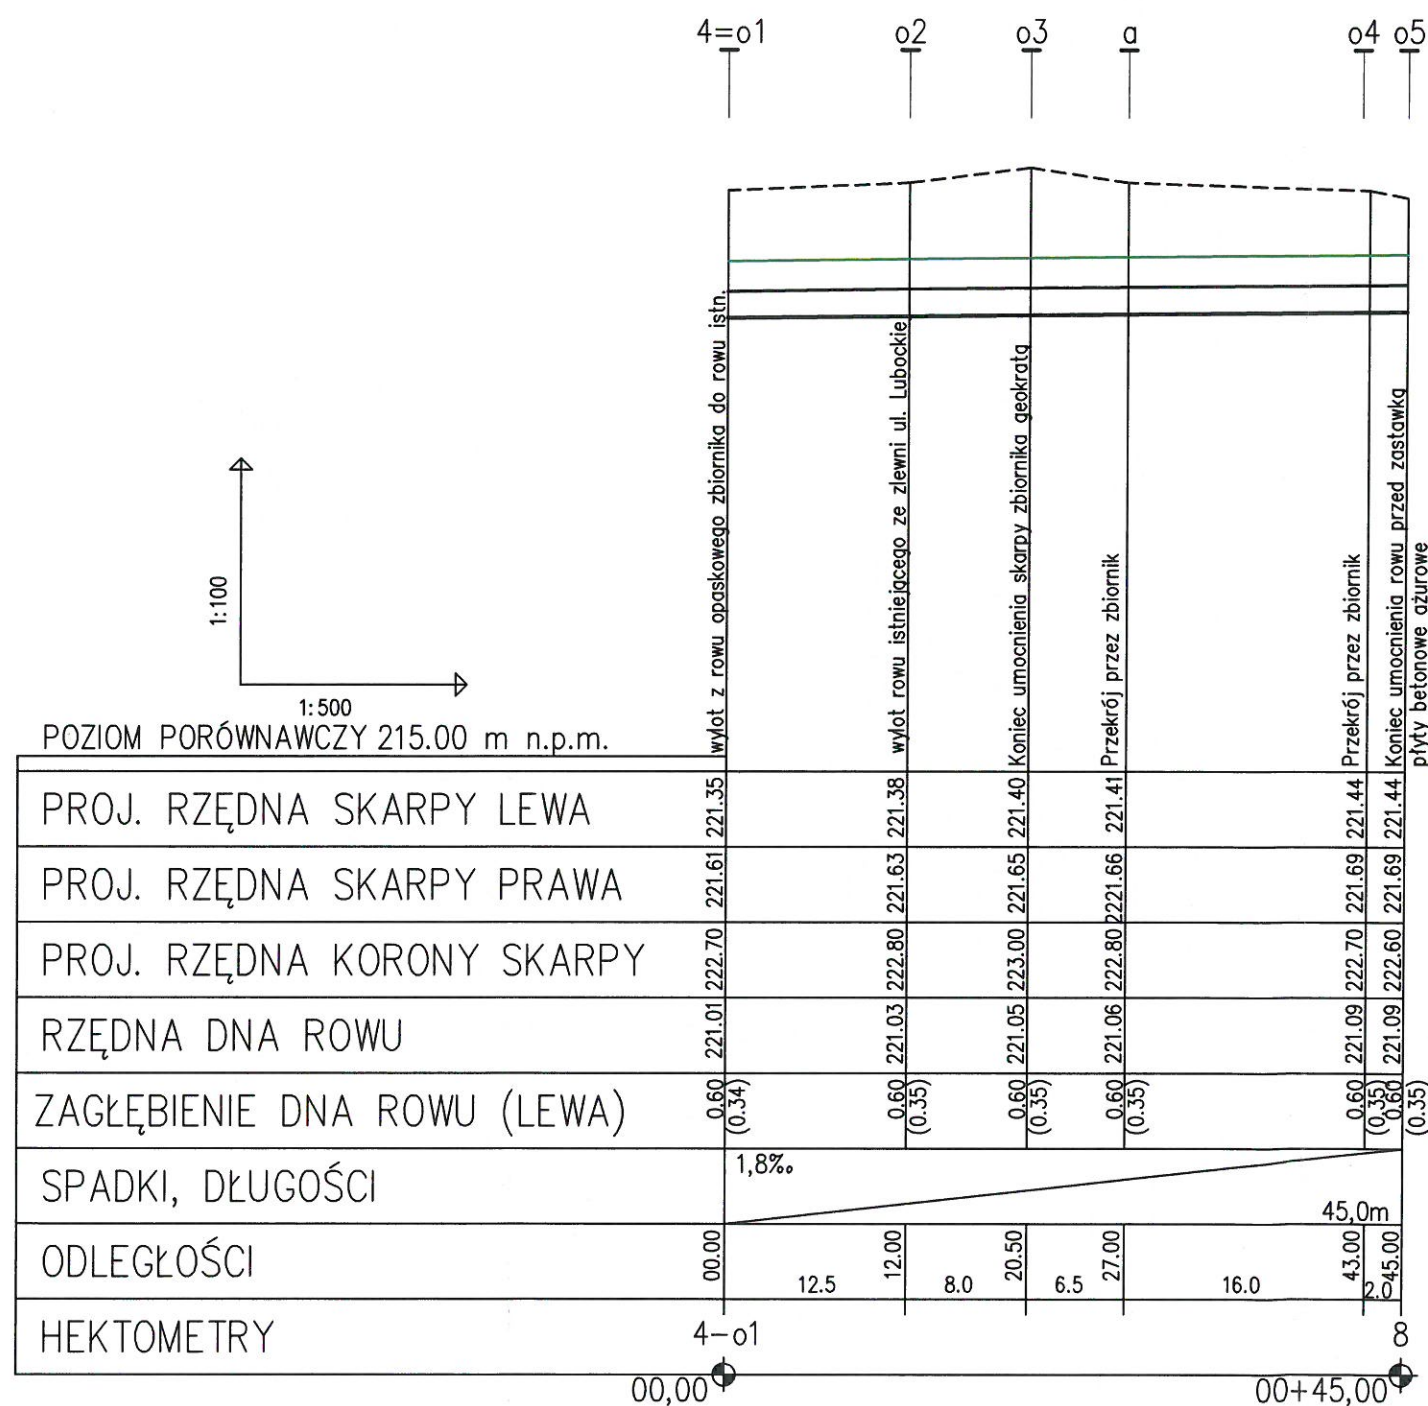 4=o1 o2 o3 a o4 o5
wylot z rowu opaskowego zbiornika do rowu istn.
wylot rowu istniejącego ze zlewni ul. Lubockie
Koniec umocnienia skarpy zbiornika geokratą
Przekrój przez zbiornik
Przekrój przez zbiornik
Koniec umocnienia rowu przed zastawką
płyty betonowe ażurowe
1:100
1:500
POZIOM PORÓWNAWCZY 215.00 m n.p.m.
PROJ. RZĘDNA SKARPY LEWA 221.35 221.38 221.40 221.41 221.44 221.44
PROJ. RZĘDNA SKARPY PRAWA 221.61 221.63 221.65 2221.66 221.69 221.69
PROJ. RZĘDNA KORONY SKARPY 222.70 222.80 223.00 222.80 222.70 222.60
RZĘDNA DNA ROWU 221.01 221.03 221.05 221.06 221.09 221.09
ZAGŁĘBIENIE DNA ROWU (LEWA) 0.60 0.60 0.60 0.60 0.60 0.60
(0.34) (0.35) (0.35) (0.35) (0.35) (0.35)
SPADKI, DŁUGOŚCI 1,8‰ 45,0m
ODLEGŁOŚCI 00.00 12.00 20.50 27.00 43.00 45.00
12.5 8.0 6.5 16.0 2.0
HEKTOMETRY 4-o1 8
00,00 00+45,00